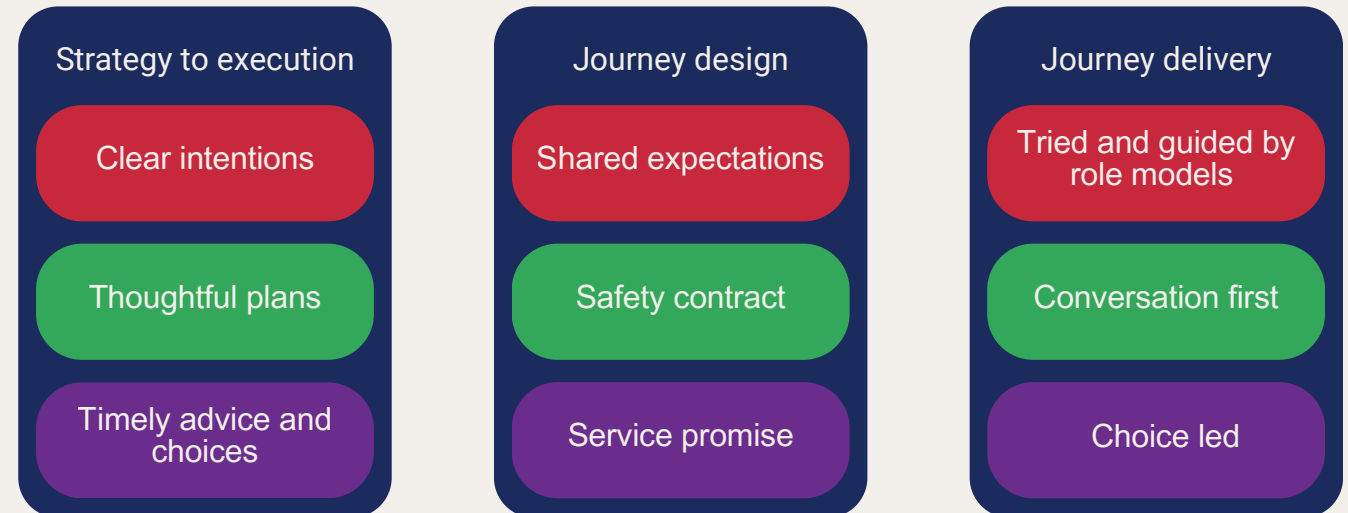 Strategy to execution
Clear intentions
Thoughtful plans
Timely advice and
choices
Journey design
Shared expectations
Safety contract
Service promise
Journey delivery
Tried and guided by
role models
Conversation first
Choice led